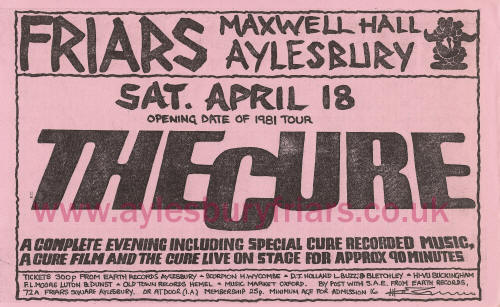 FRIARS MAXWELL HALL
AYLESBURY
SAT. APRIL 18
OPENING DATE OF 1981 TOUR
THE CURE
www.aylesburyfriars.co.uk
A COMPLETE EVENING INCLUDING SPECIAL CURE RECORDED MUSIC,
A CURE FILM AND THE CURE LIVE ON STAGE FOR APPROX 90 MINUTES
TICKETS 300p FROM EARTH RECORDS AYLESBURY • SCORPION H.WYCOMBE • D.T. HOLLAND L. BUZZ. & BLETCHLEY • HI-VU BUCKINGHAM
F.L. MOORE LUTON & DUNST • OLD TOWN RECORDS HEMEL • MUSIC MARKET OXFORD. BY POST WITH S.A.E. FROM EARTH RECORDS,
72A FRIARS SQUARE AYLESBURY. OR AT DOOR (I.A.) MEMBERSHIP 25p. MINIMUM AGE FOR ADMISSION 16